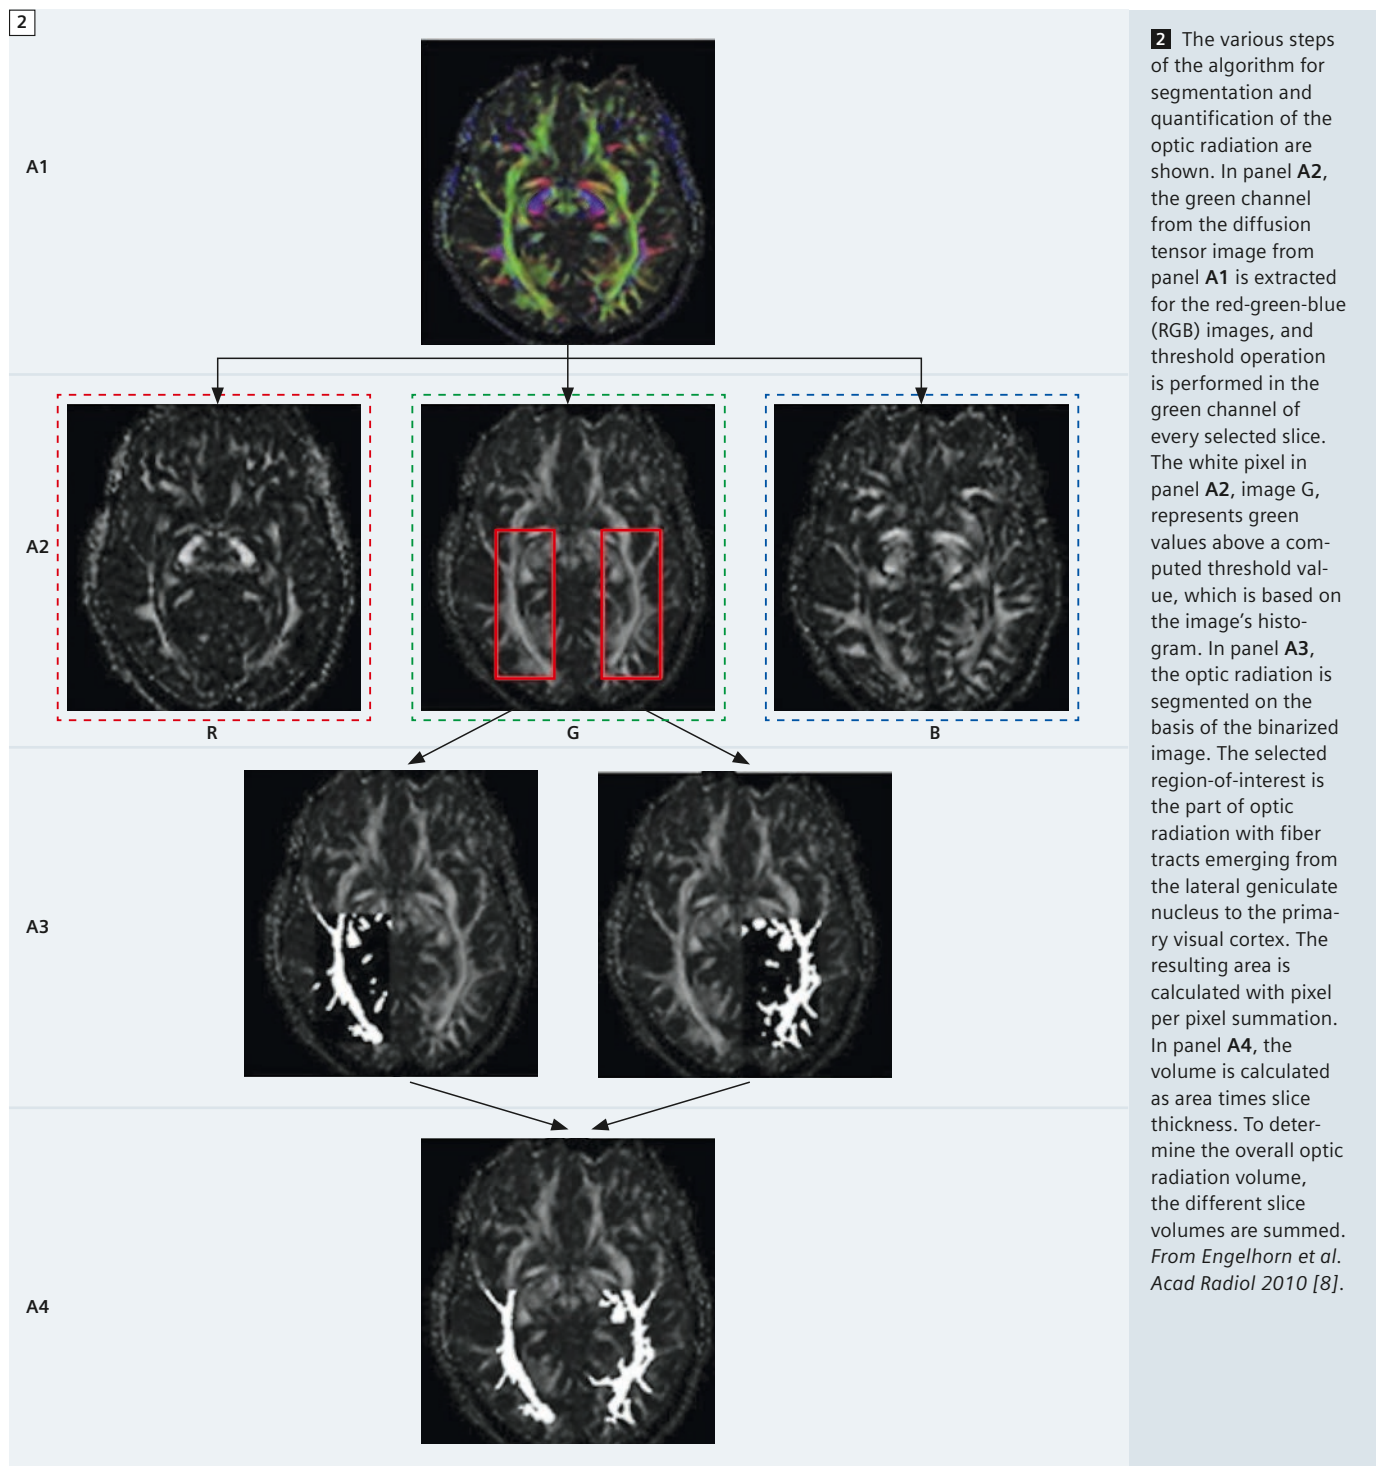 2
A1
A2
R
G
B
A3
A4
2 The various steps
of the algorithm for
segmentation and
quantification of the
optic radiation are
shown. In panel A2,
the green channel
from the diffusion
tensor image from
panel A1 is extracted
for the red-green-blue
(RGB) images, and
threshold operation
is performed in the
green channel of
every selected slice.
The white pixel in
panel A2, image G,
represents green
values above a com-
puted threshold val-
ue, which is based on
the image's histo-
gram. In panel A3,
the optic radiation is
segmented on the
basis of the binarized
image. The selected
region-of-interest is
the part of optic
radiation with fiber
tracts emerging from
the lateral geniculate
nucleus to the prima-
ry visual cortex. The
resulting area is
calculated with pixel
per pixel summation.
In panel A4, the
volume is calculated
as area times slice
thickness. To deter-
mine the overall optic
radiation volume,
the different slice
volumes are summed.
From Engelhorn et al.
Acad Radiol 2010 [8].